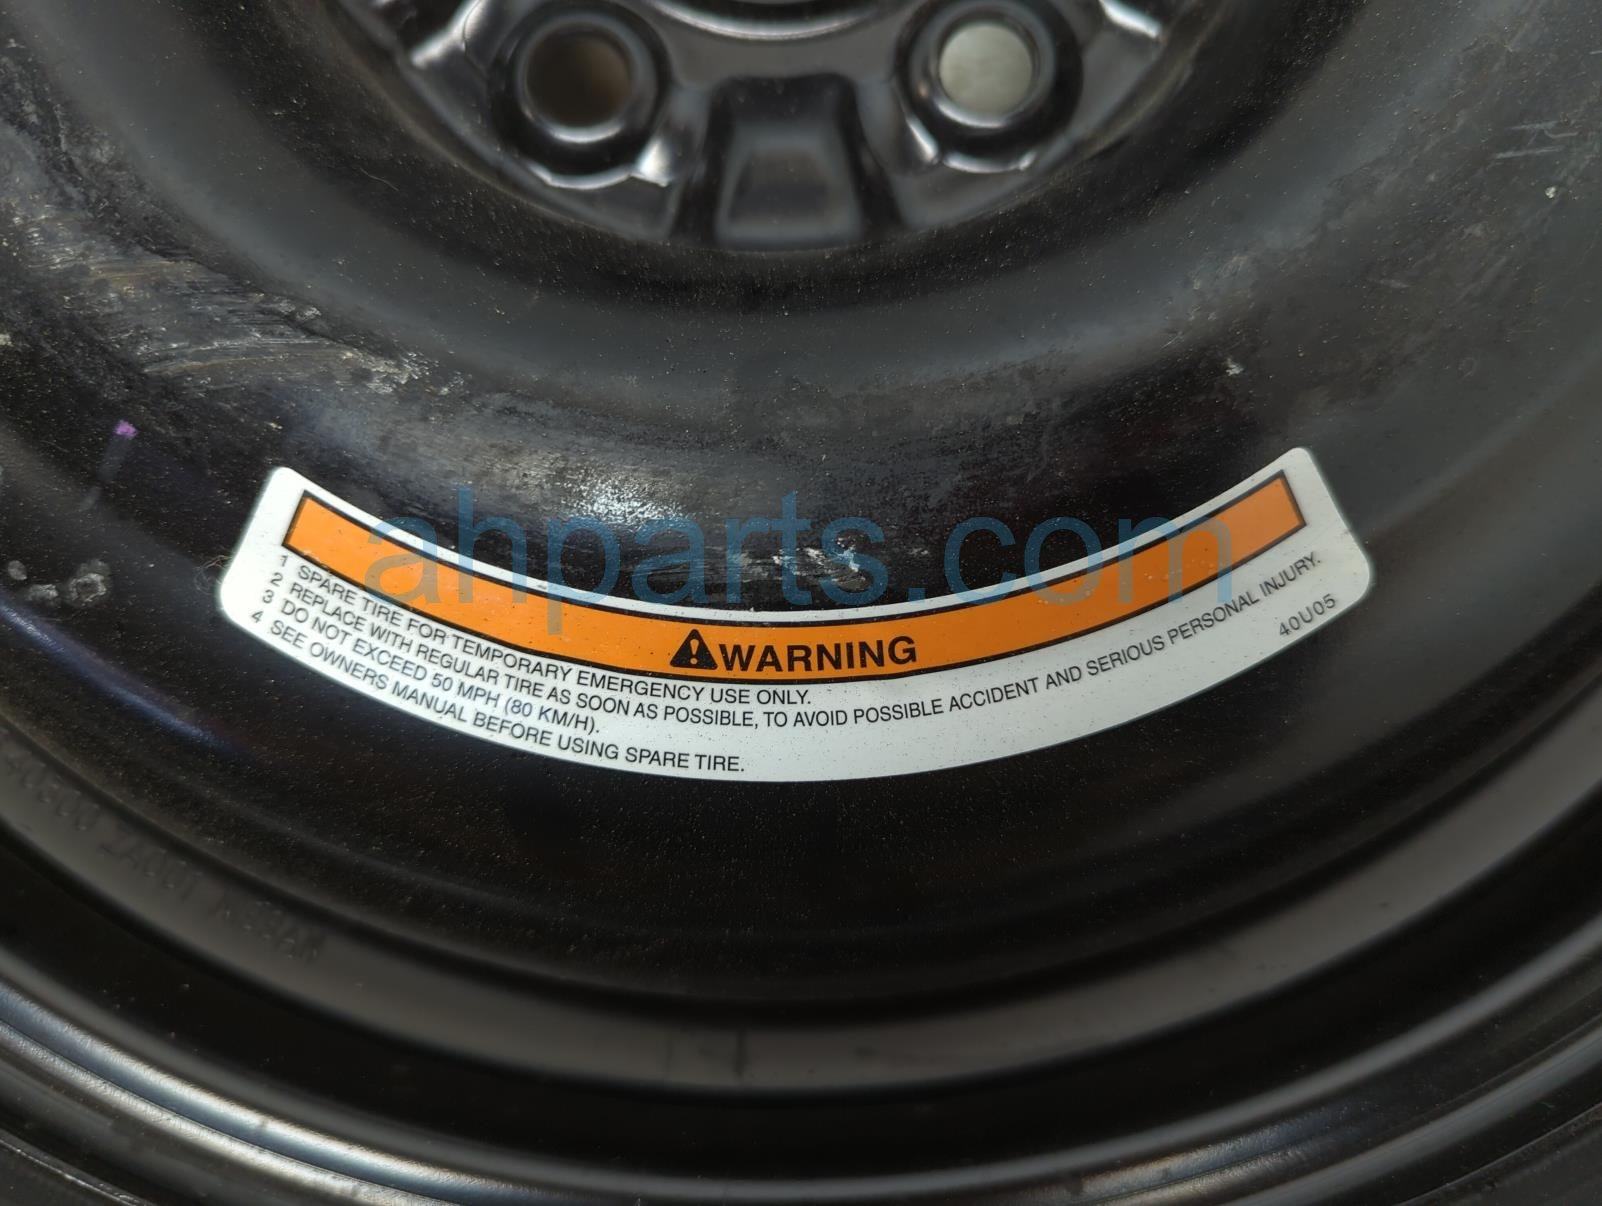 ahparts.com
WARNING
1 SPARE TIRE FOR TEMPORARY EMERGENCY USE ONLY.
2 REPLACE WITH REGULAR TIRE AS SOON AS POSSIBLE, TO AVOID POSSIBLE ACCIDENT AND SERIOUS PERSONAL INJURY.
3 DO NOT EXCEED 50 MPH (80 KM/H).
4 SEE OWNERS MANUAL BEFORE USING SPARE TIRE.
40U05